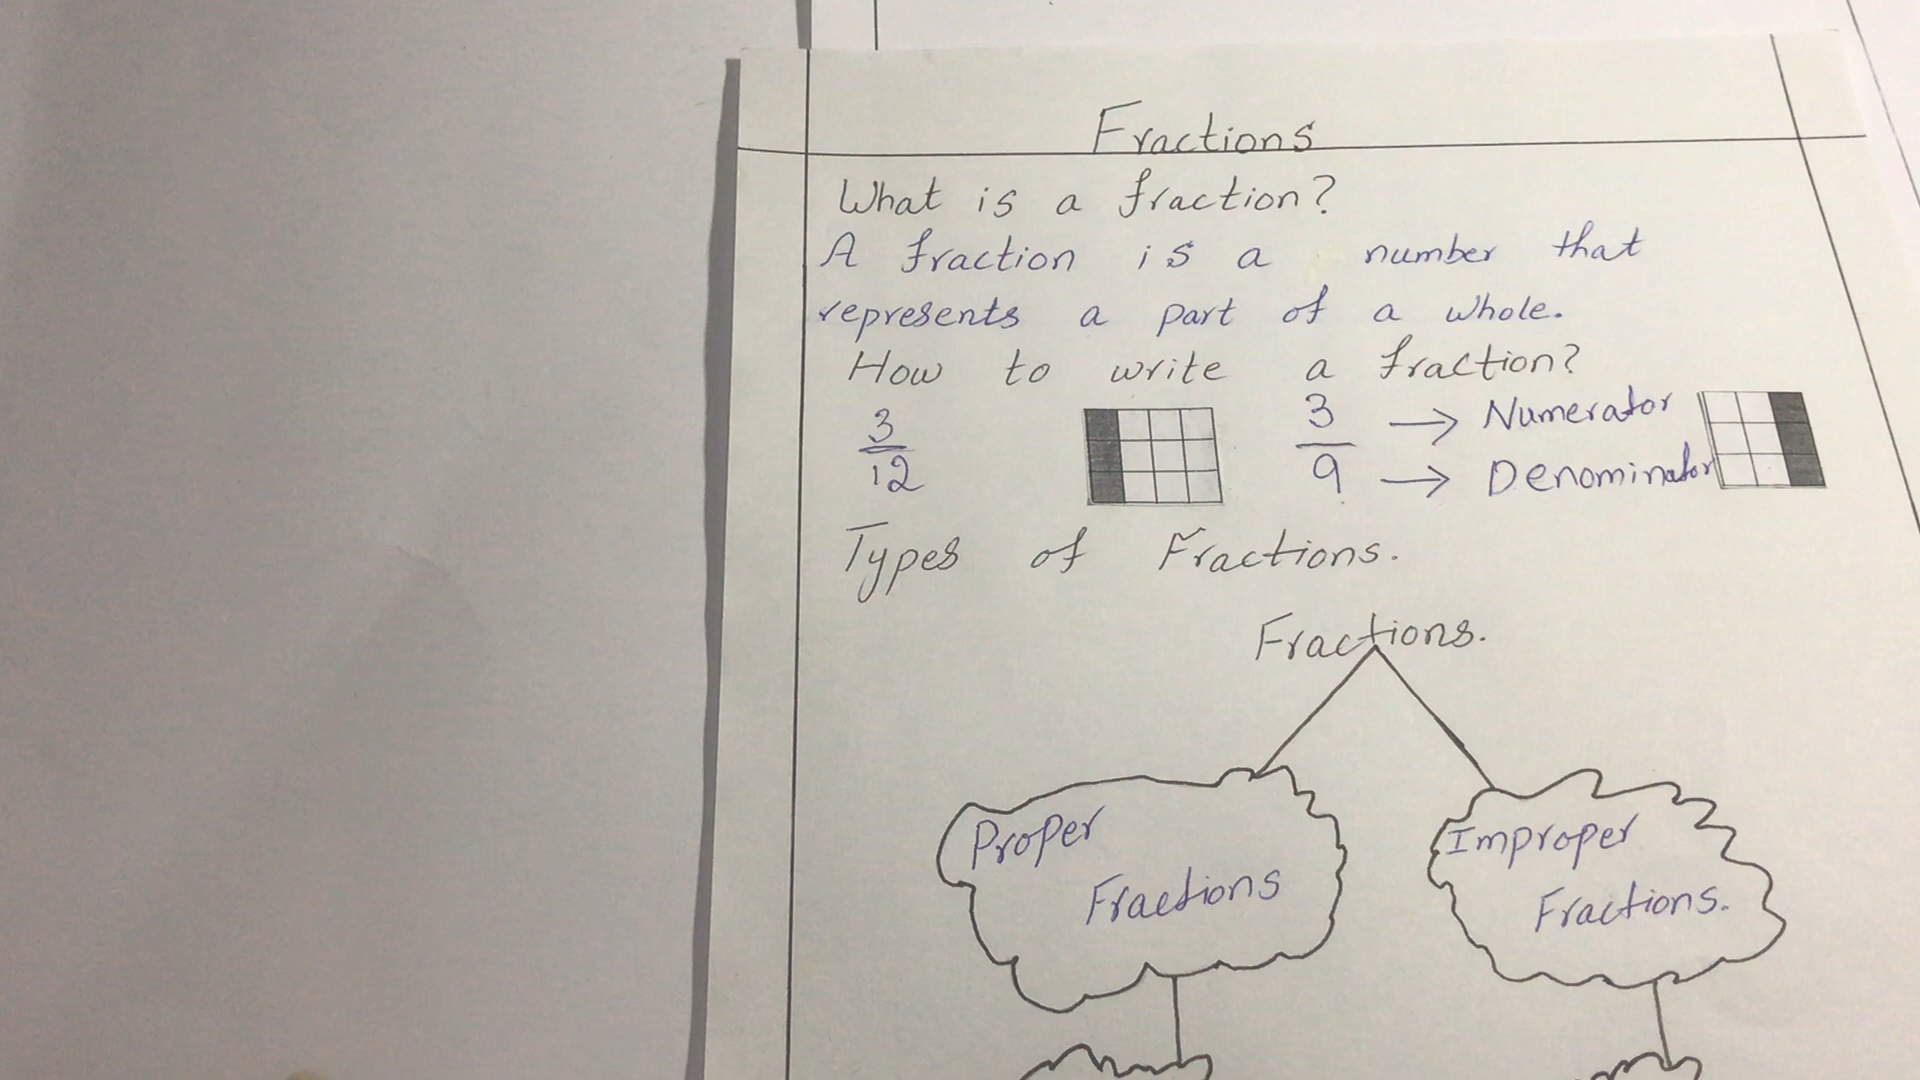 Fractions
What is a fraction?
A fraction is a number that
represents a part of a whole.
How to write a fraction?
3/12
3/9
→ Numerator
→ Denominator
Types of Fractions.
Fractions.
Proper
Fractions
Improper
Fractions.